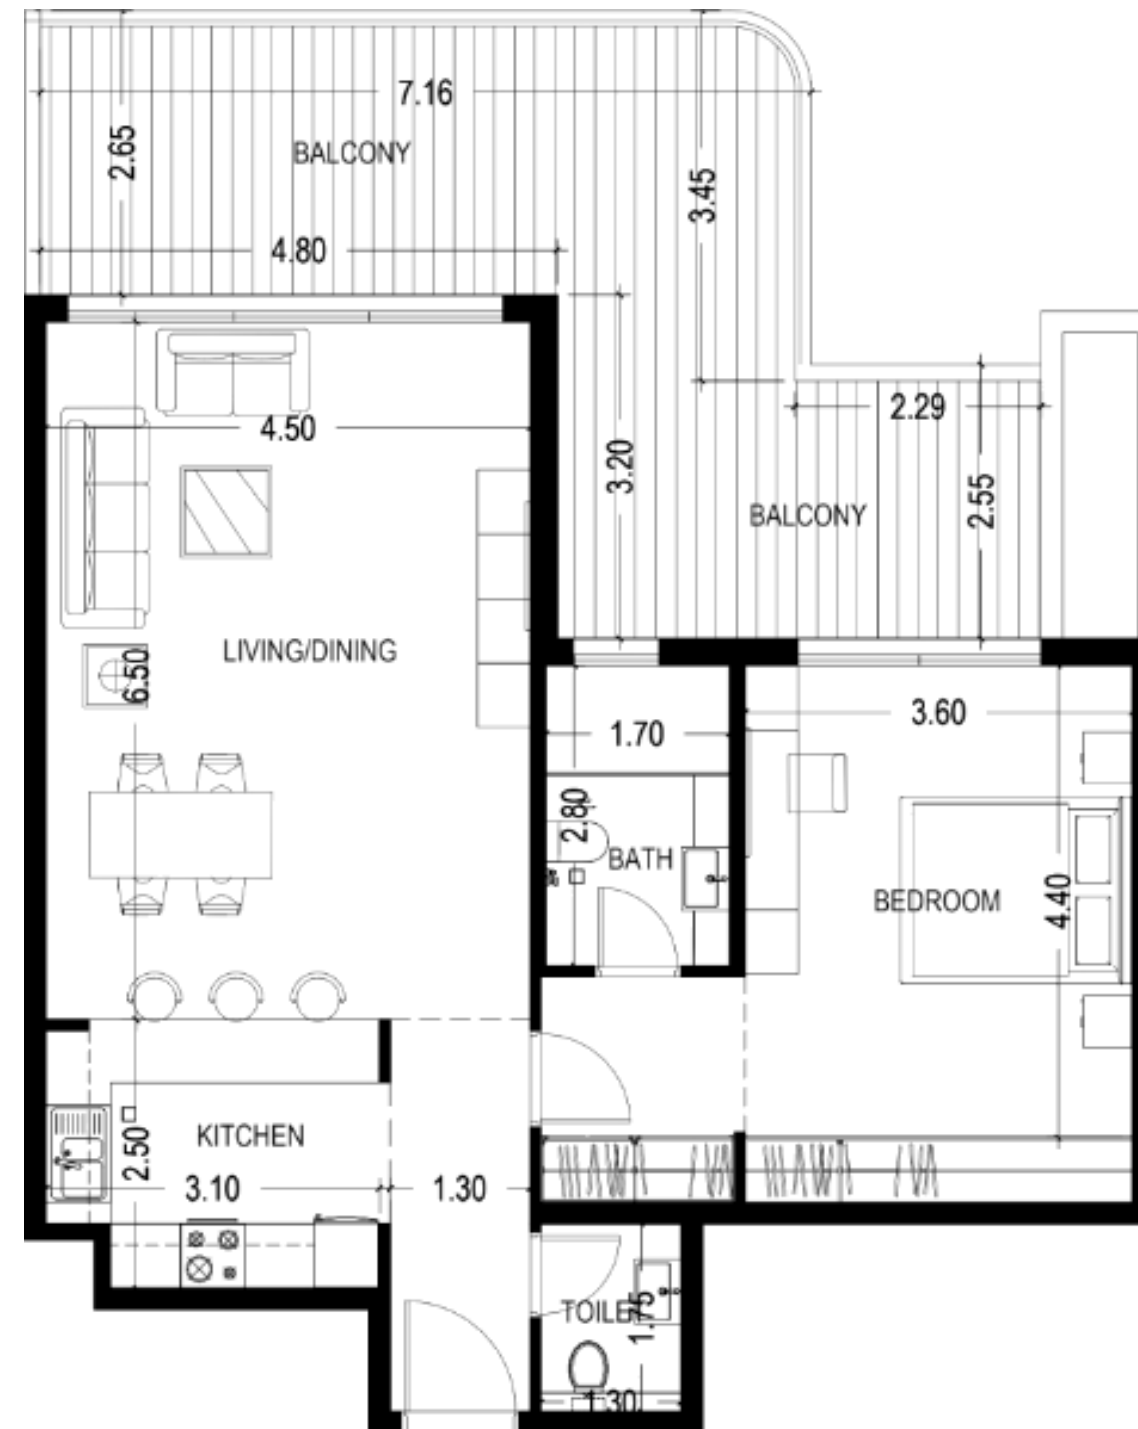 7.16
2.65
BALCONY
3.45
4.80
2.29
4.50
3.20
2.55
BALCONY
LIVING/DINING
6.50
1.70
3.60
2.80
BATH
BEDROOM
4.40
KITCHEN
2.50
3.10
1.30
TOILET
1.75
1.30